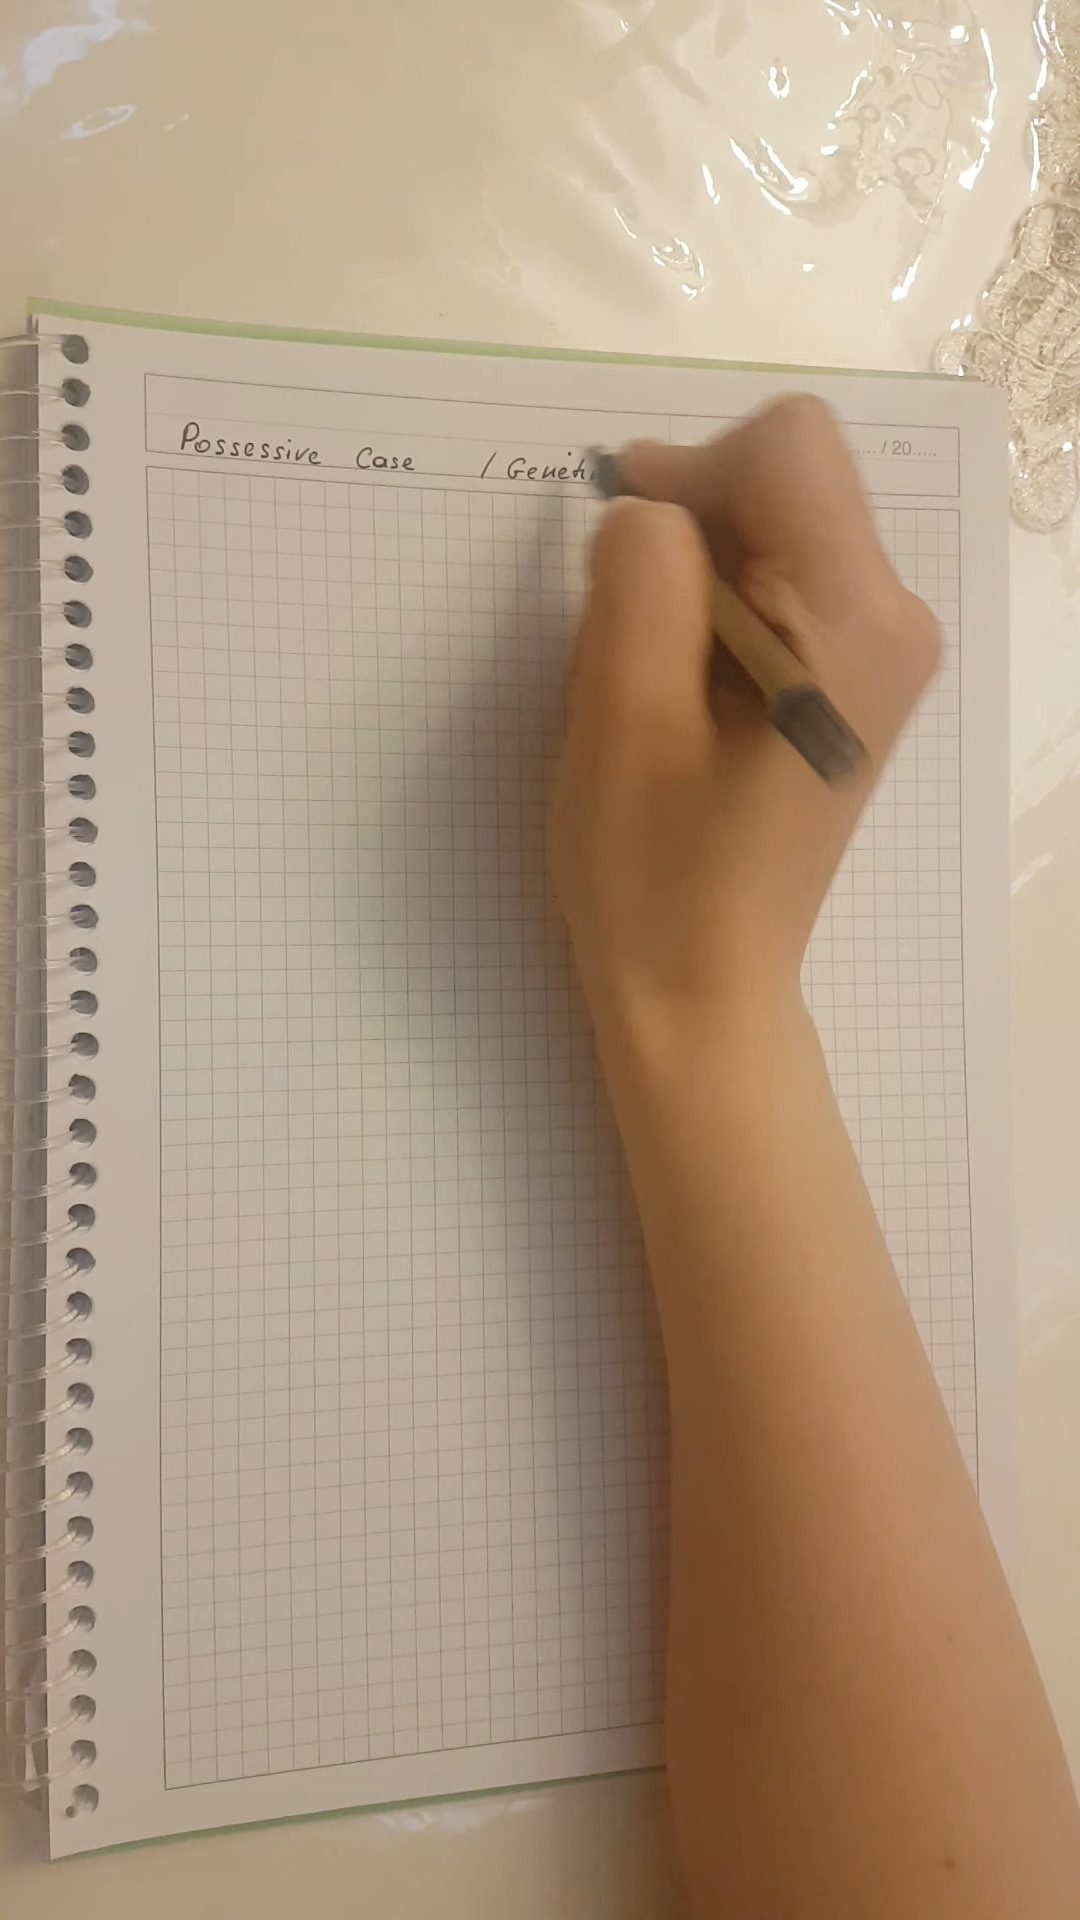 Possessive Case / Geneti
...... / 20.....